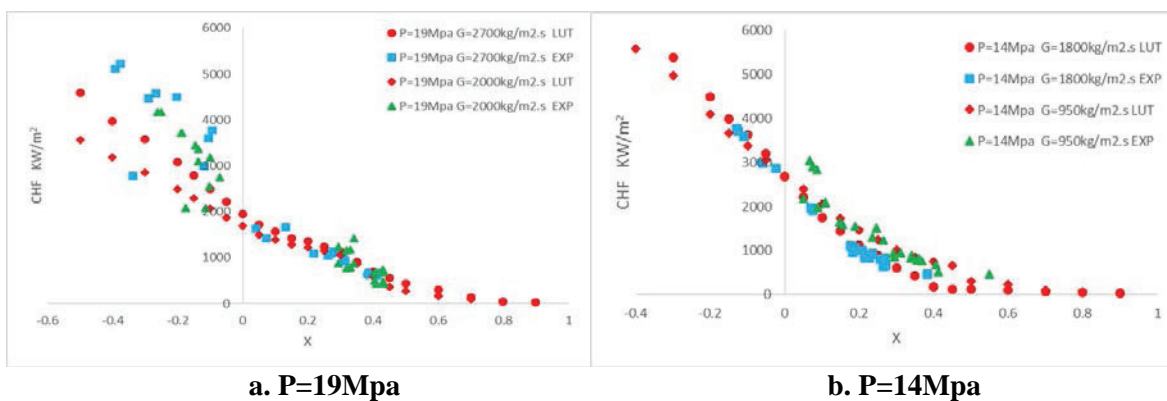 6000
5000
4000
3000
2000
1000
0
-0.6 -0.4 -0.2 0 0.2 0.4 0.6 0.8 1
X
CHF KW/m²
P=19Mpa G=2700kg/m2.s LUT
P=19Mpa G=2700kg/m2.s EXP
P=19Mpa G=2000kg/m2.s LUT
P=19Mpa G=2000kg/m2.s EXP
a. P=19Mpa
6000
5000
4000
3000
2000
1000
0
-0.4 -0.2 0 0.2 0.4 0.6 0.8 1
X
CHF KW/m²
P=14Mpa G=1800kg/m2.s LUT
P=14Mpa G=1800kg/m2.s EXP
P=14Mpa G=950kg/m2.s LUT
P=14Mpa G=950kg/m2.s EXP
b. P=14Mpa